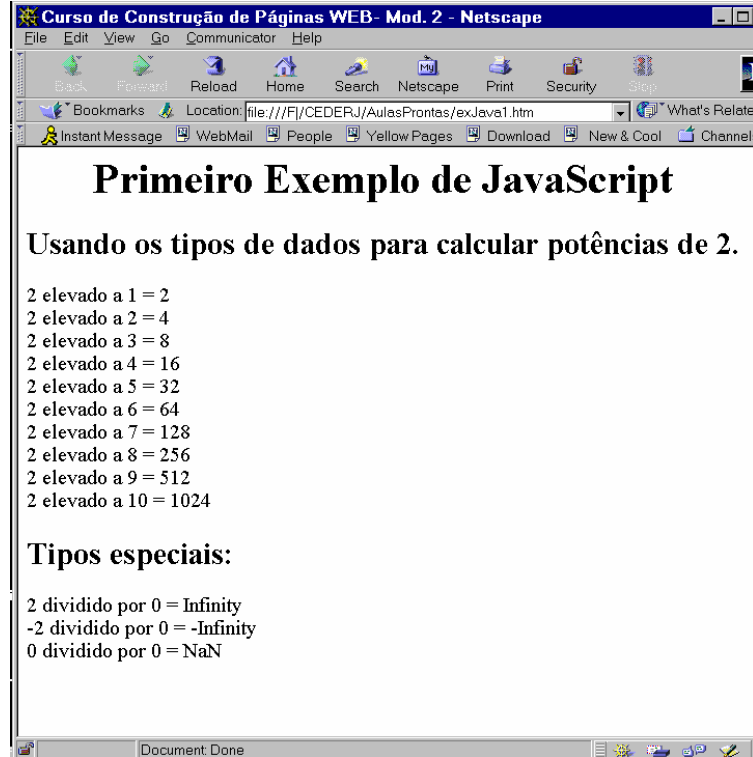 Curso de Construção de Páginas WEB- Mod. 2 - Netscape
File Edit View Go Communicator Help
Back Forward Reload Home Search Netscape Print Security Stop
Bookmarks Location: file:///F|/CEDERJ/AulasProntas/exJava1.htm What's Relate
Instant Message WebMail People Yellow Pages Download New & Cool Channel
Primeiro Exemplo de JavaScript
Usando os tipos de dados para calcular potências de 2.
2 elevado a 1 = 2
2 elevado a 2 = 4
2 elevado a 3 = 8
2 elevado a 4 = 16
2 elevado a 5 = 32
2 elevado a 6 = 64
2 elevado a 7 = 128
2 elevado a 8 = 256
2 elevado a 9 = 512
2 elevado a 10 = 1024
Tipos especiais:
2 dividido por 0 = Infinity
-2 dividido por 0 = -Infinity
0 dividido por 0 = NaN
Document: Done